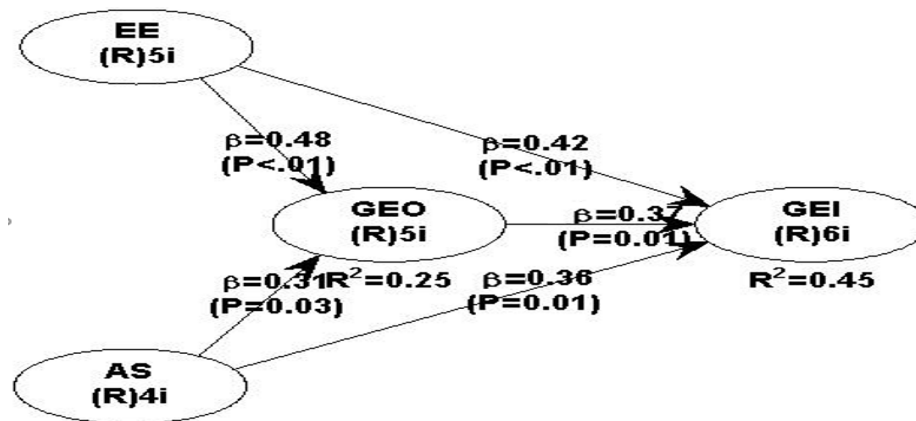 EE
(R)5i
β=0.48
(P<.01)
β=0.42
(P<.01)
GEO
(R)5i
β=0.37
(P=0.01)
GEI
(R)6i
R²=0.25
R²=0.45
β=0.31
(P=0.03)
β=0.36
(P=0.01)
AS
(R)4i